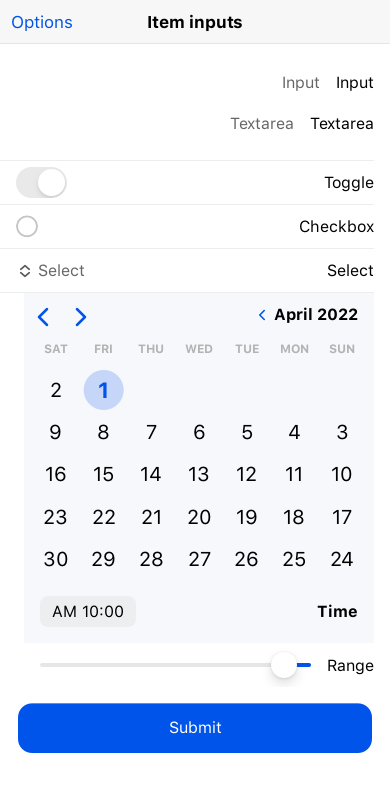 Options Item inputs
Input Input
Textarea Textarea
Toggle
Checkbox
Select Select
April 2022
SAT FRI THU WED TUE MON SUN
2 1
9 8 7 6 5 4 3
16 15 14 13 12 11 10
23 22 21 20 19 18 17
30 29 28 27 26 25 24
AM 10:00 Time
Range
Submit